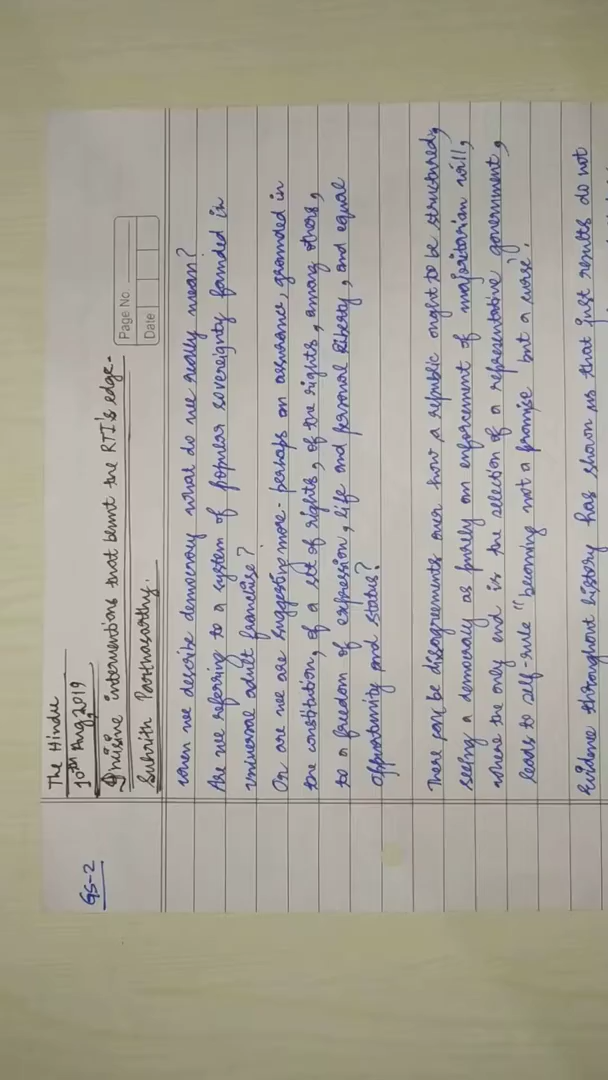 GS-2
The Hindu
10th Aug, 2019
Divisive interventions that blunt the RTI's edge-
Suhrith Parthasarthy.
Page No.
Date
When we describe democracy what do we really mean?
Are we referring to a system of popular sovereignty founded in
universal adult franchise?
Or are we are suggesting more- perhaps an assurance, grounded in
the constitution, of a set of rights, of the rights, among others,
to a freedom of expression, life and personal liberty, and equal
opportunity and status?
There can be disagreements over how a republic ought to be structured,
seeing a democracy as purely an enforcement of majoritarian will,
where the only end is the selection of a representative government,
leads to self-rule "becoming not a promise but a curse".
Evidence throughout history has shown us that just results do not